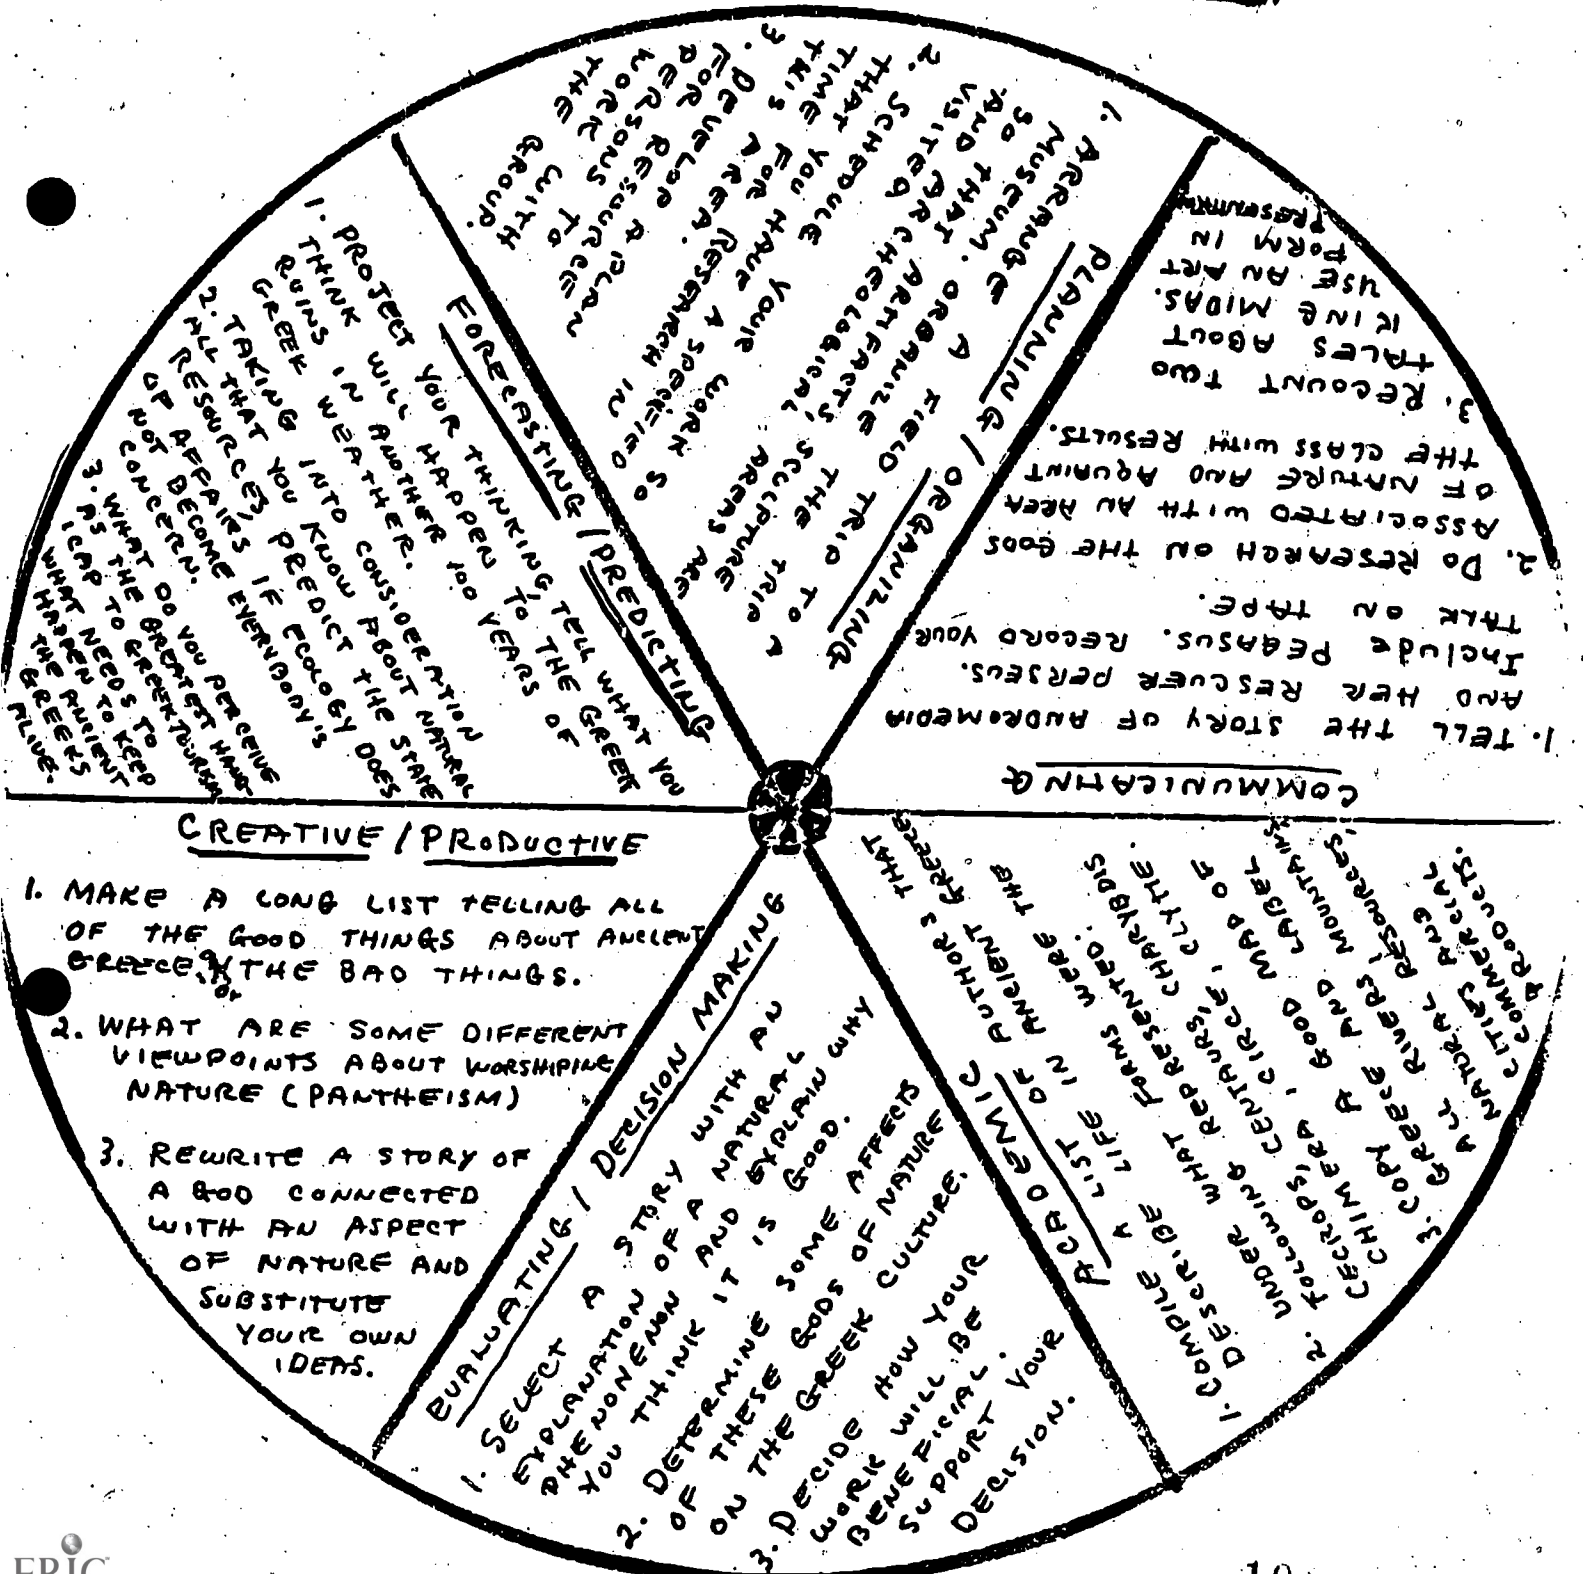 FORECASTING / PREDICTING
1. PROJECT YOUR THINKING, TELL WHAT YOU
THINK WILL HAPPEN TO THE GREEK
RUINS IN ANOTHER 100 YEARS OF
GREEK WEATHER.
2. TAKING INTO CONSIDERATION
ALL THAT YOU KNOW ABOUT NATURAL
RESOURCES, PREDICT THE STATE
OF AFFAIRS IF ECOLOGY DOES
NOT BECOME EVERYBODY'S
CONCERN.
3. WHAT DO YOU PERCEIVE
AS THE GREATEST HANDI-
CAP TO GREEK TOURISM
WHAT NEEDS TO
HAPPEN TO KEEP
THE ANCIENT
GREEKS
ALIVE.
PLANNING / ORGANIZING
1. ARRANGE A FIELD TRIP TO A
MUSEUM. ORGANIZE THE TRIP
SO THAT ARTIFACTS, SCULPTURE
AND ARCHEOLOGICAL AREAS ARE
VISITED
2. SCHEDULE YOUR WORK SO
THAT YOU HAVE A SPECIFIED
TIME FOR RESEARCH IN
THIS AREA.
3. DEVELOP A PLAN
FOR RESOURCE
PERSONS TO
WORK WITH
THE GROUP.
COMMUNICATING
1. TELL THE STORY OF ANDROMEDIA
AND HER RESCUER PERSEUS.
Include PEGASUS. RECORD YOUR
TALK ON TAPE.
2. DO RESEARCH ON THE GODS
ASSOCIATED WITH AN AREA
OF NATURE AND AQUAINT
THE CLASS WITH RESULTS.
3. RECOUNT TWO
TALES ABOUT
KING MIDAS.
USE AN ART
FORM IN
PRESENTATION
ACADEMIC
1. COMPILE A LIST OF AUTHORS THAT
DESCRIBE LIFE IN ANCIENT GREECE
2. UNDER WHAT FORMS WERE THE
FOLLOWING REPRESENTED.
CECROPS, CENTAURS, CHARYBDIS
CHIMERA, CIRCE, CLYTIE.
3. COPY A GOOD MAP OF
GREECE AND LABEL
ALL RIVERS MOUNTAINS
NATURAL RESOURCES,
CITIES AND
COMMERCIAL
PRODUCTS.
EVALUATING / DECISION MAKING
1. SELECT A STORY WITH AN
EXPLANATION OF A NATURAL
PHENONENON AND EXPLAIN WHY
YOU THINK IT IS GOOD.
2. DETERMINE SOME AFFECTS
OF THESE GODS OF NATURE
ON THE GREEK CULTURE.
3. DECIDE HOW YOUR
WORK WILL BE
BENEFICIAL.
SUPPORT YOUR
DECISION.
CREATIVE / PRODUCTIVE
1. MAKE A LONG LIST TELLING ALL
OF THE GOOD THINGS ABOUT ANCIENT
GREECE, or THE BAD THINGS.
2. WHAT ARE SOME DIFFERENT
VIEWPOINTS ABOUT WORSHIPING
NATURE (PANTHEISM)
3. REWRITE A STORY OF
A GOD CONNECTED
WITH AN ASPECT
OF NATURE AND
SUBSTITUTE
YOUR OWN
IDEAS.
ERIC